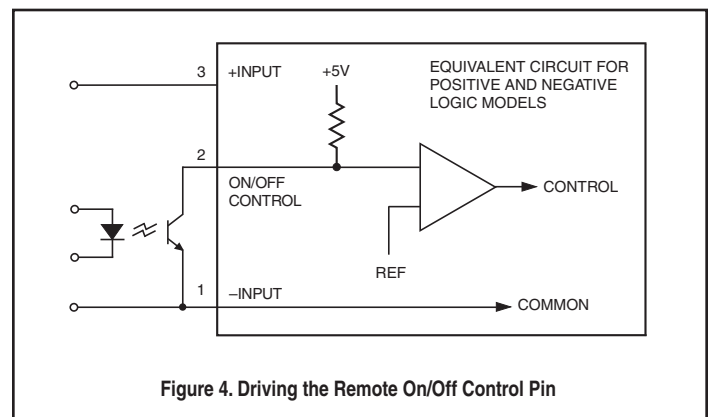 3
+INPUT
+5V
EQUIVALENT CIRCUIT FOR
POSITIVE AND NEGATIVE
LOGIC MODELS
2
ON/OFF
CONTROL
CONTROL
REF
1
–INPUT
COMMON
Figure 4. Driving the Remote On/Off Control Pin